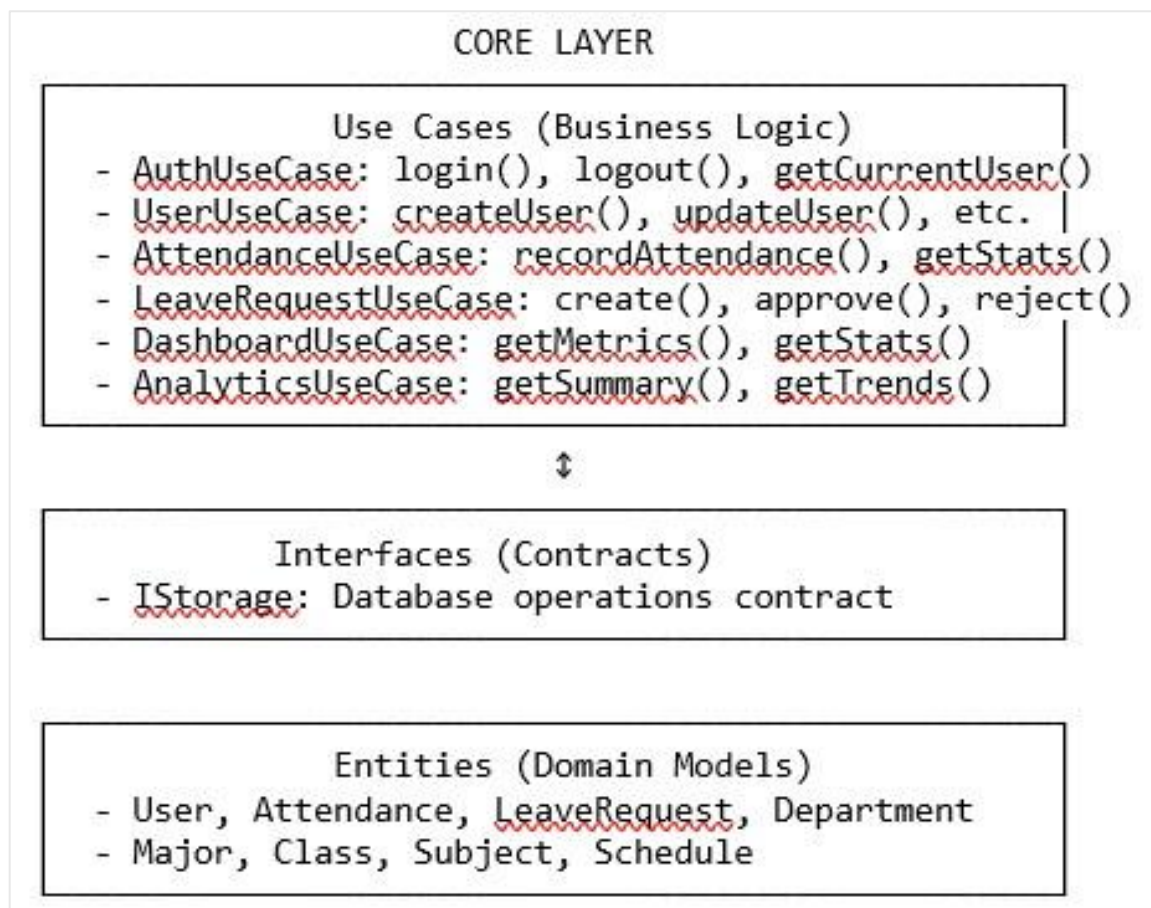 CORE LAYER
Use Cases (Business Logic)
- AuthUseCase: login(), logout(), getCurrentUser()
- UserUseCase: createUser(), updateUser(), etc.
- AttendanceUseCase: recordAttendance(), getStats()
- LeaveRequestUseCase: create(), approve(), reject()
- DashboardUseCase: getMetrics(), getStats()
- AnalyticsUseCase: getSummary(), getTrends()
↕
Interfaces (Contracts)
- IStorage: Database operations contract
Entities (Domain Models)
- User, Attendance, LeaveRequest, Department
- Major, Class, Subject, Schedule